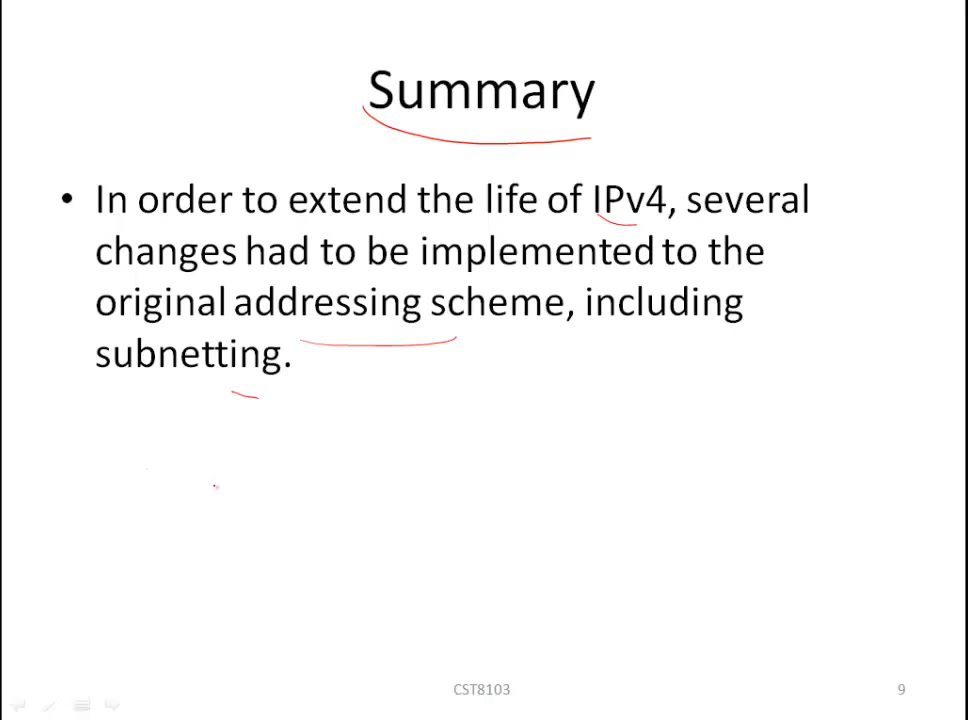 Summary
• In order to extend the life of IPv4, several
changes had to be implemented to the
original addressing scheme, including
subnetting.
CST8103
9